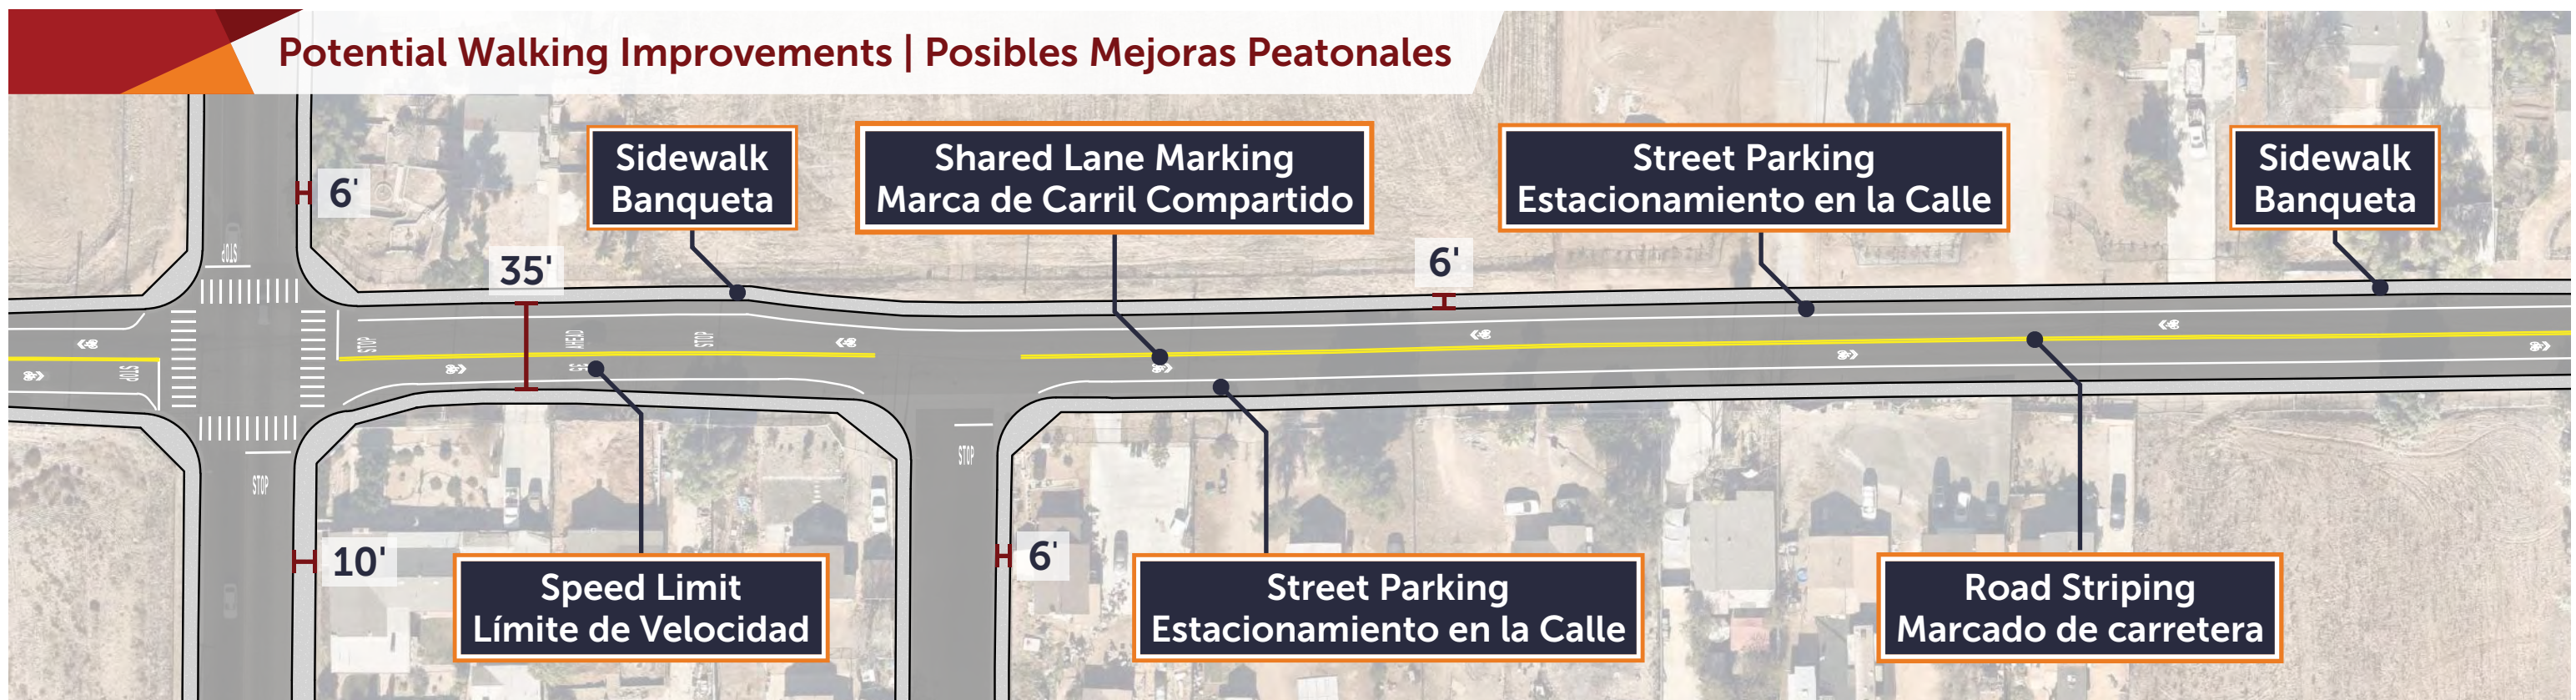 Potential Walking Improvements | Posibles Mejoras Peatonales
Sidewalk
Banqueta
Shared Lane Marking
Marca de Carril Compartido
Street Parking
Estacionamiento en la Calle
Sidewalk
Banqueta
6'
35'
6'
STOP
STOP
AHEAD
STOP
STOP
STOP
STOP
10'
6'
Speed Limit
Límite de Velocidad
Street Parking
Estacionamiento en la Calle
Road Striping
Marcado de carretera